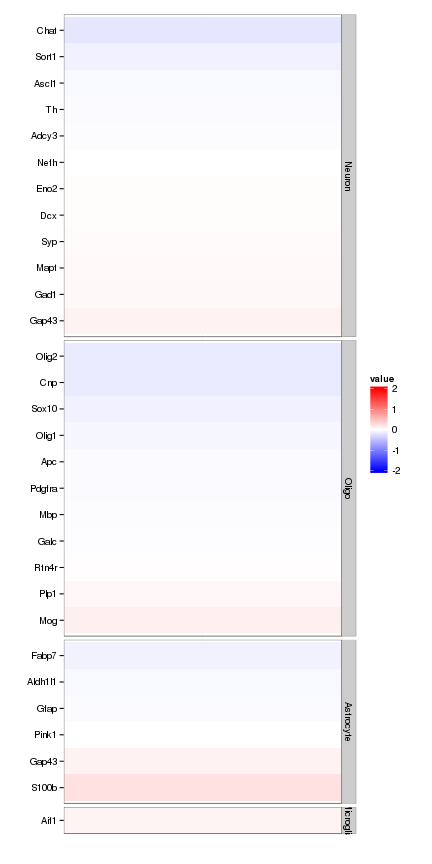 Chat
Sort1
Ascl1
Th
Adcy3
Nefh
Eno2
Dcx
Syp
Mapt
Gad1
Gap43
Neuron
Olig2
Cnp
Sox10
Olig1
Apc
Pdgfra
Mbp
Galc
Rtn4r
Plp1
Mog
Oligo
Fabp7
Aldh1l1
Gfap
Pink1
Gap43
S100b
Astrocyte
Aif1
value
2
1
0
-1
-2